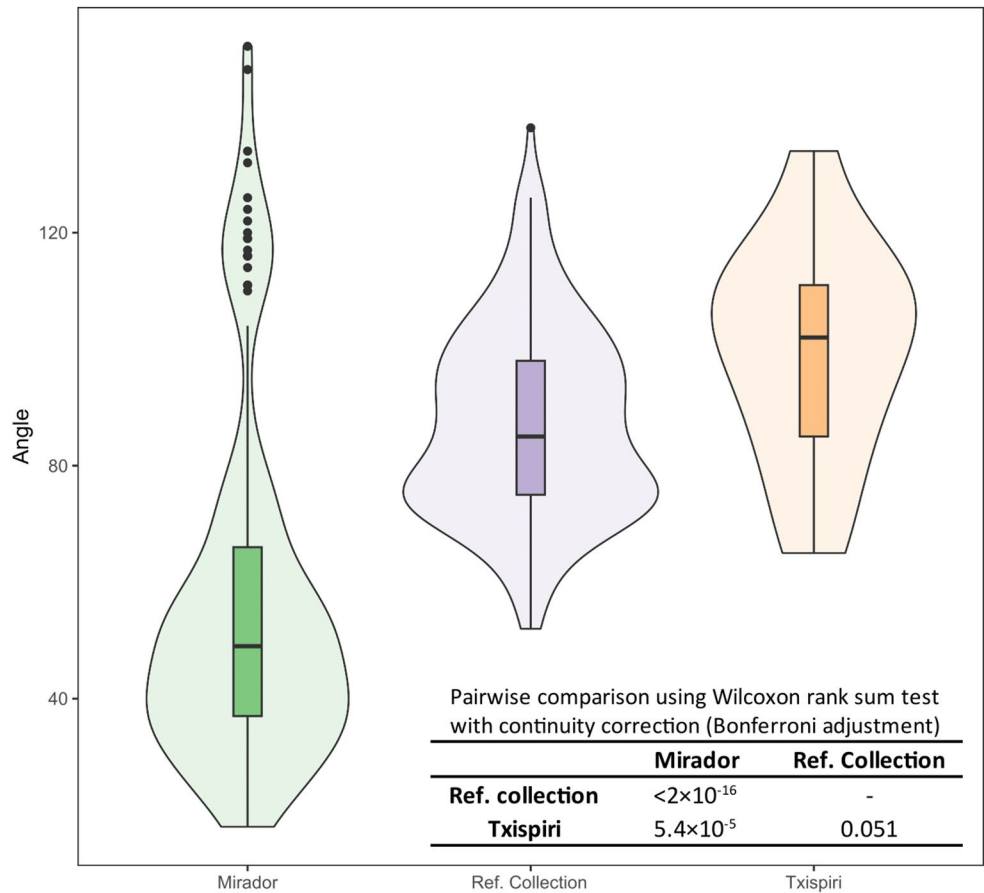 Angle
120
80
40
Pairwise comparison using Wilcoxon rank sum test
with continuity correction (Bonferroni adjustment)
Mirador Ref. Collection
Ref. collection <2×10⁻¹⁶ -
Txispiri 5.4×10⁻⁵ 0.051
Mirador Ref. Collection Txispiri